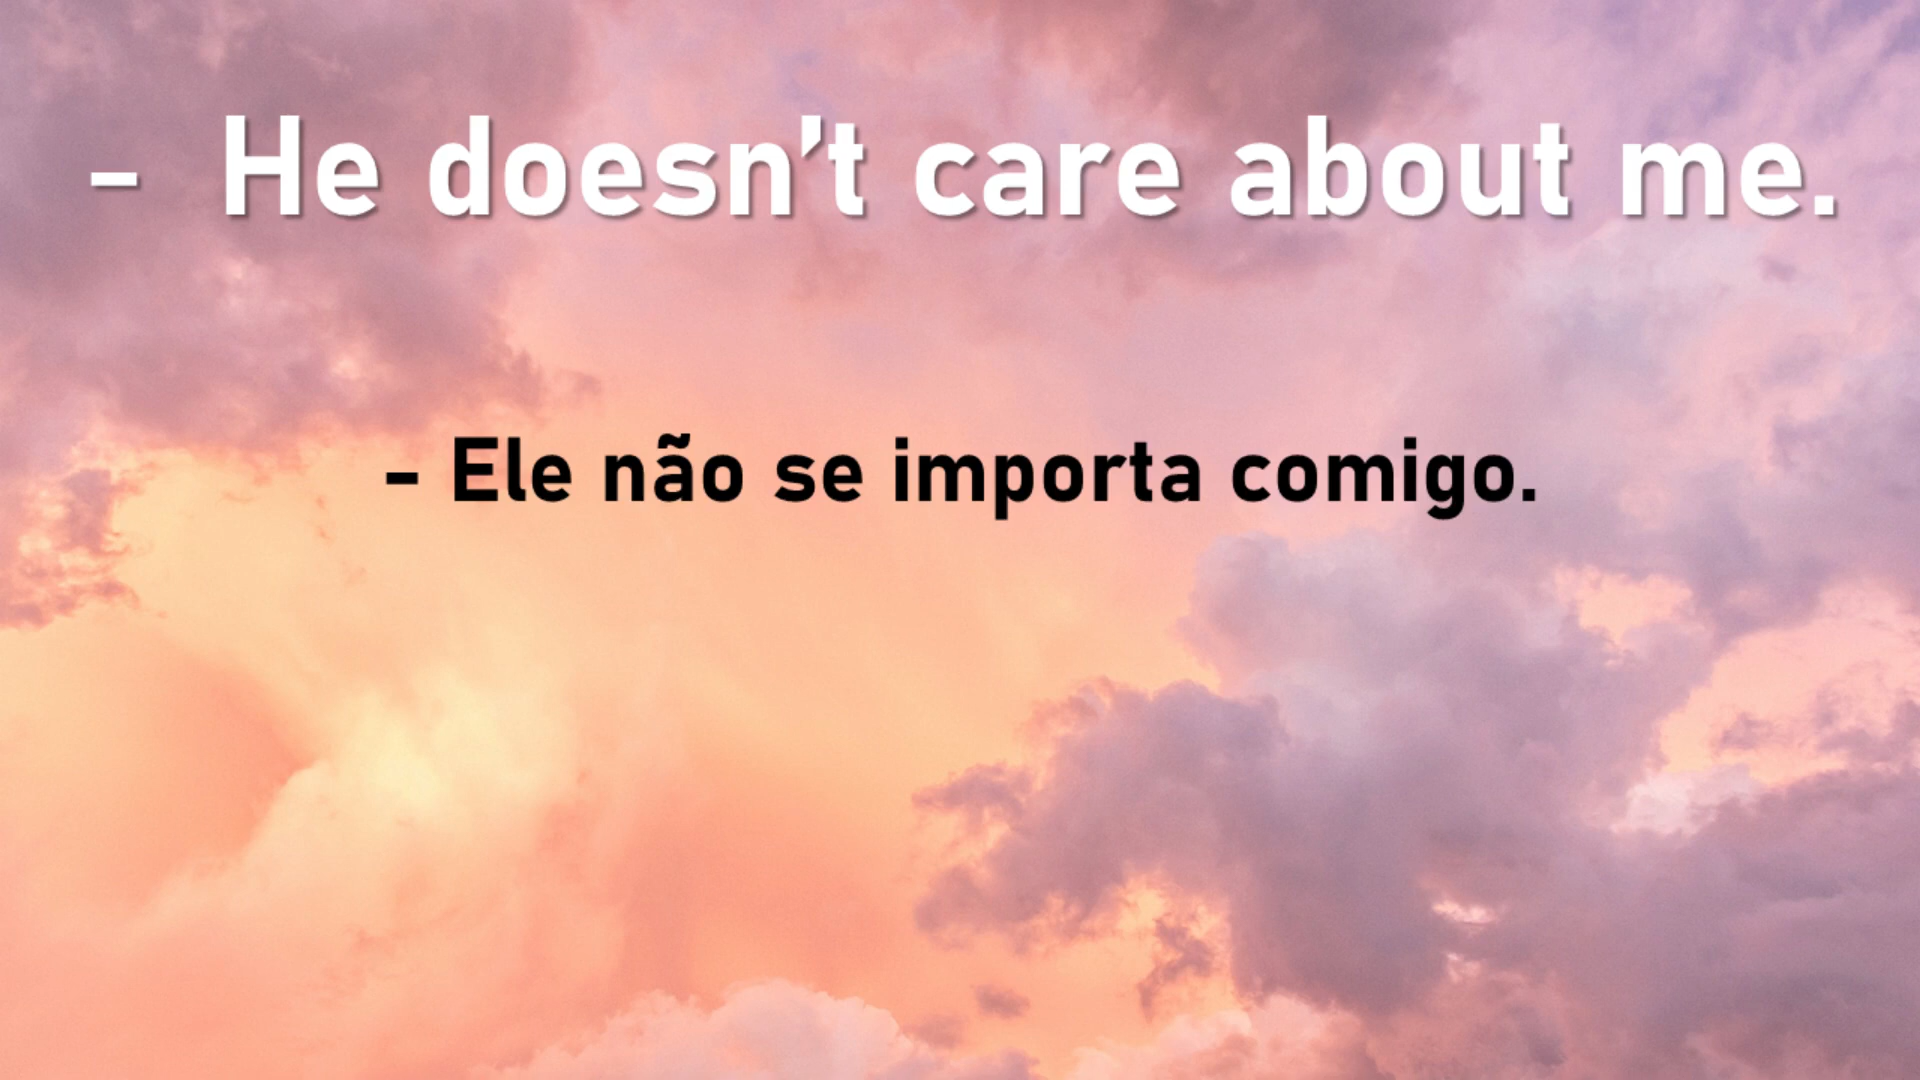 - He doesn’t care about me.
- Ele não se importa comigo.